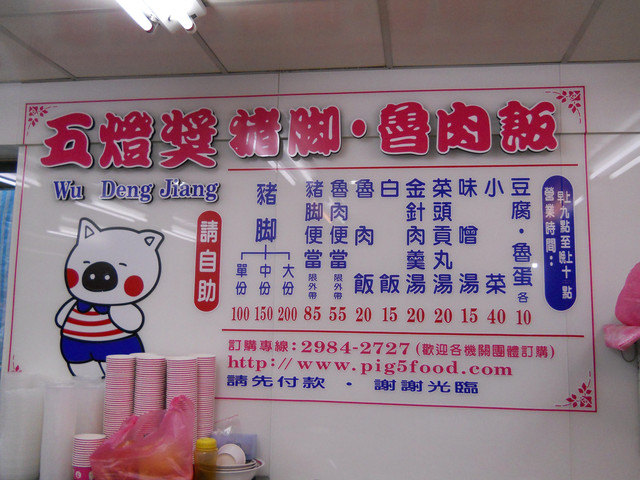 五燈獎豬脚·魯肉飯
Wu Deng Jiang
營業時間：
早上九點至晚上十點
豆腐·魯蛋各 10
小菜 40
味噌湯 15
菜頭貢丸湯 20
金針肉羹湯 20
白飯 15
魯肉飯 20
魯肉便當 限外帶 55
豬脚便當 限外帶 85
豬脚
大份 200
中份 150
單份 100
請自助
訂購專線：2984-2727（歡迎各機關團體訂購）
http://www.pig5food.com
請先付款 · 謝謝光臨